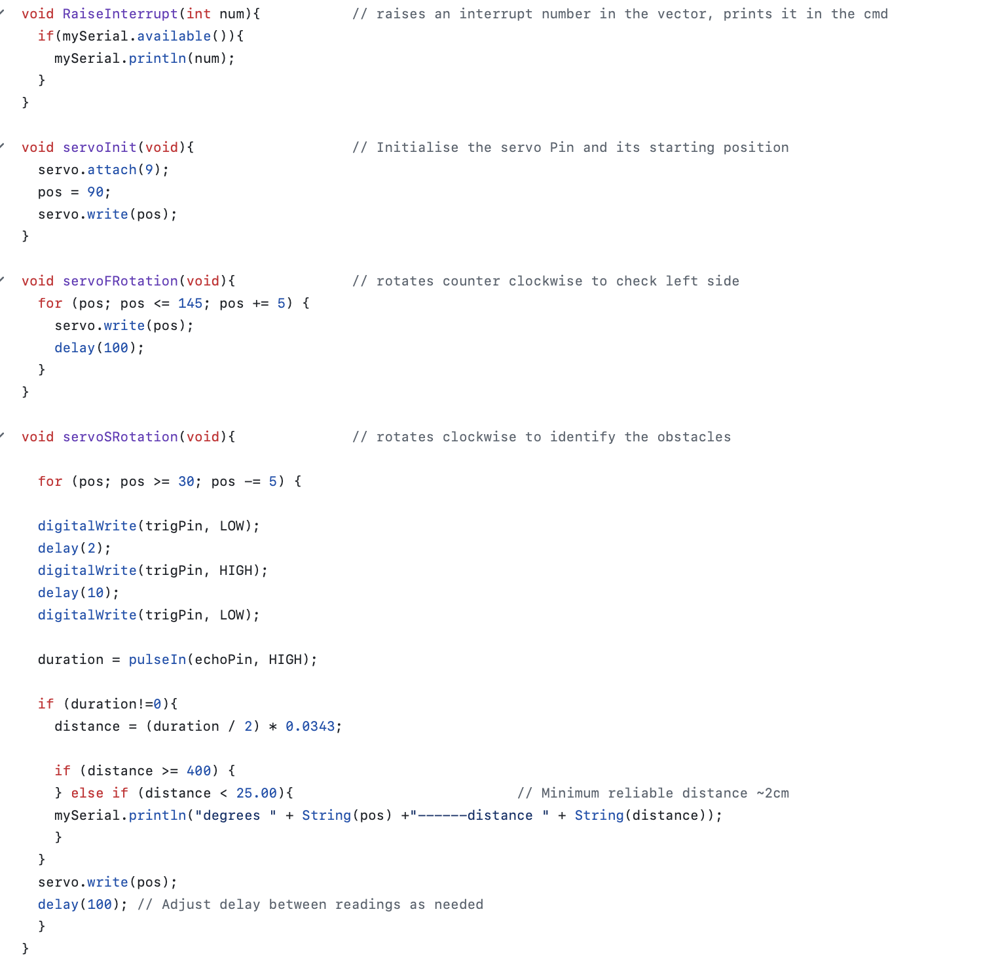 void RaiseInterrupt(int num){ // raises an interrupt number in the vector, prints it in the cmd
if(mySerial.available()){
mySerial.println(num);
}
}
void servoInit(void){ // Initialise the servo Pin and its starting position
servo.attach(9);
pos = 90;
servo.write(pos);
}
void servoFRotation(void){ // rotates counter clockwise to check left side
for (pos; pos <= 145; pos += 5) {
servo.write(pos);
delay(100);
}
}
void servoSRotation(void){ // rotates clockwise to identify the obstacles
for (pos; pos >= 30; pos -= 5) {
digitalWrite(trigPin, LOW);
delay(2);
digitalWrite(trigPin, HIGH);
delay(10);
digitalWrite(trigPin, LOW);
duration = pulseIn(echoPin, HIGH);
if (duration!=0){
distance = (duration / 2) * 0.0343;
if (distance >= 400) {
} else if (distance < 25.00){ // Minimum reliable distance ~2cm
mySerial.println("degrees " + String(pos) +"------distance " + String(distance));
}
}
servo.write(pos);
delay(100); // Adjust delay between readings as needed
}
}